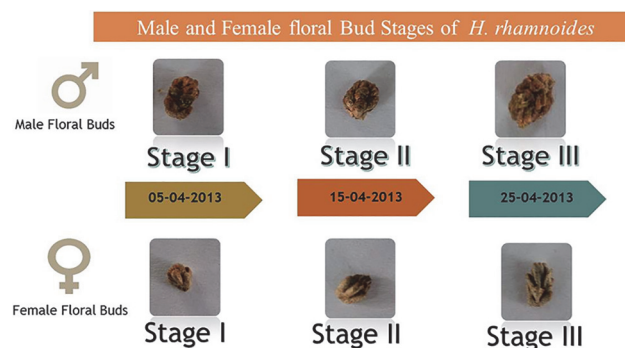 Male and Female floral Bud Stages of H. rhamnoides
Male Floral Buds
Stage I
Stage II
Stage III
05-04-2013
15-04-2013
25-04-2013
Female Floral Buds
Stage I
Stage II
Stage III